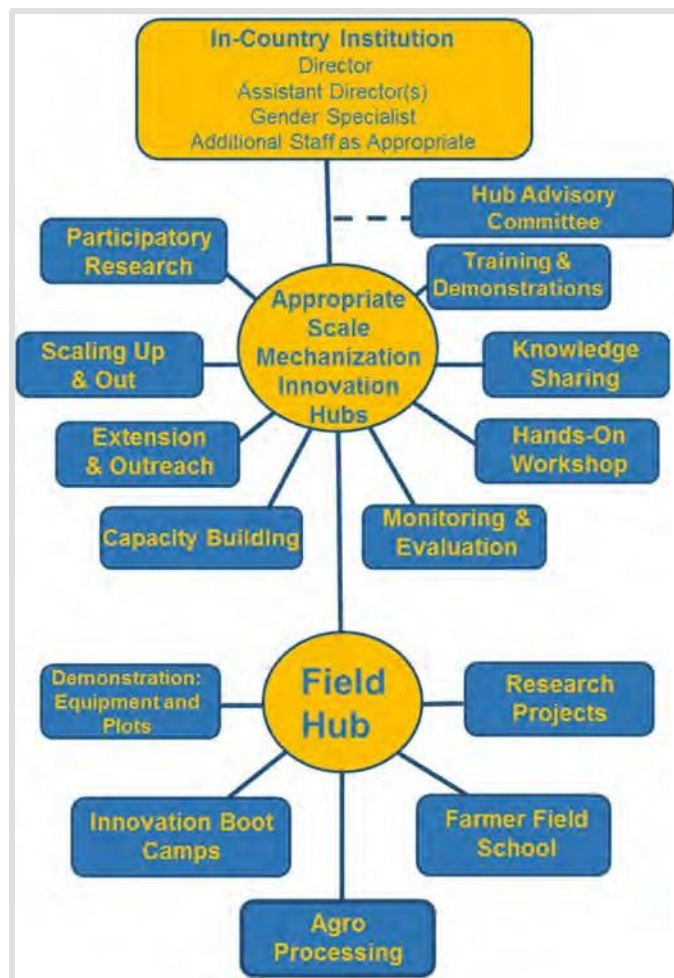 In-Country Institution
Director
Assistant Director(s)
Gender Specialist
Additional Staff as Appropriate
Hub Advisory
Committee
Participatory
Research
Training &
Demonstrations
Appropriate
Scale
Mechanization
Innovation
Hubs
Scaling Up
& Out
Knowledge
Sharing
Extension
& Outreach
Hands-On
Workshop
Capacity Building
Monitoring &
Evaluation
Field
Hub
Demonstration:
Equipment and
Plots
Research
Projects
Innovation Boot
Camps
Farmer Field
School
Agro
Processing